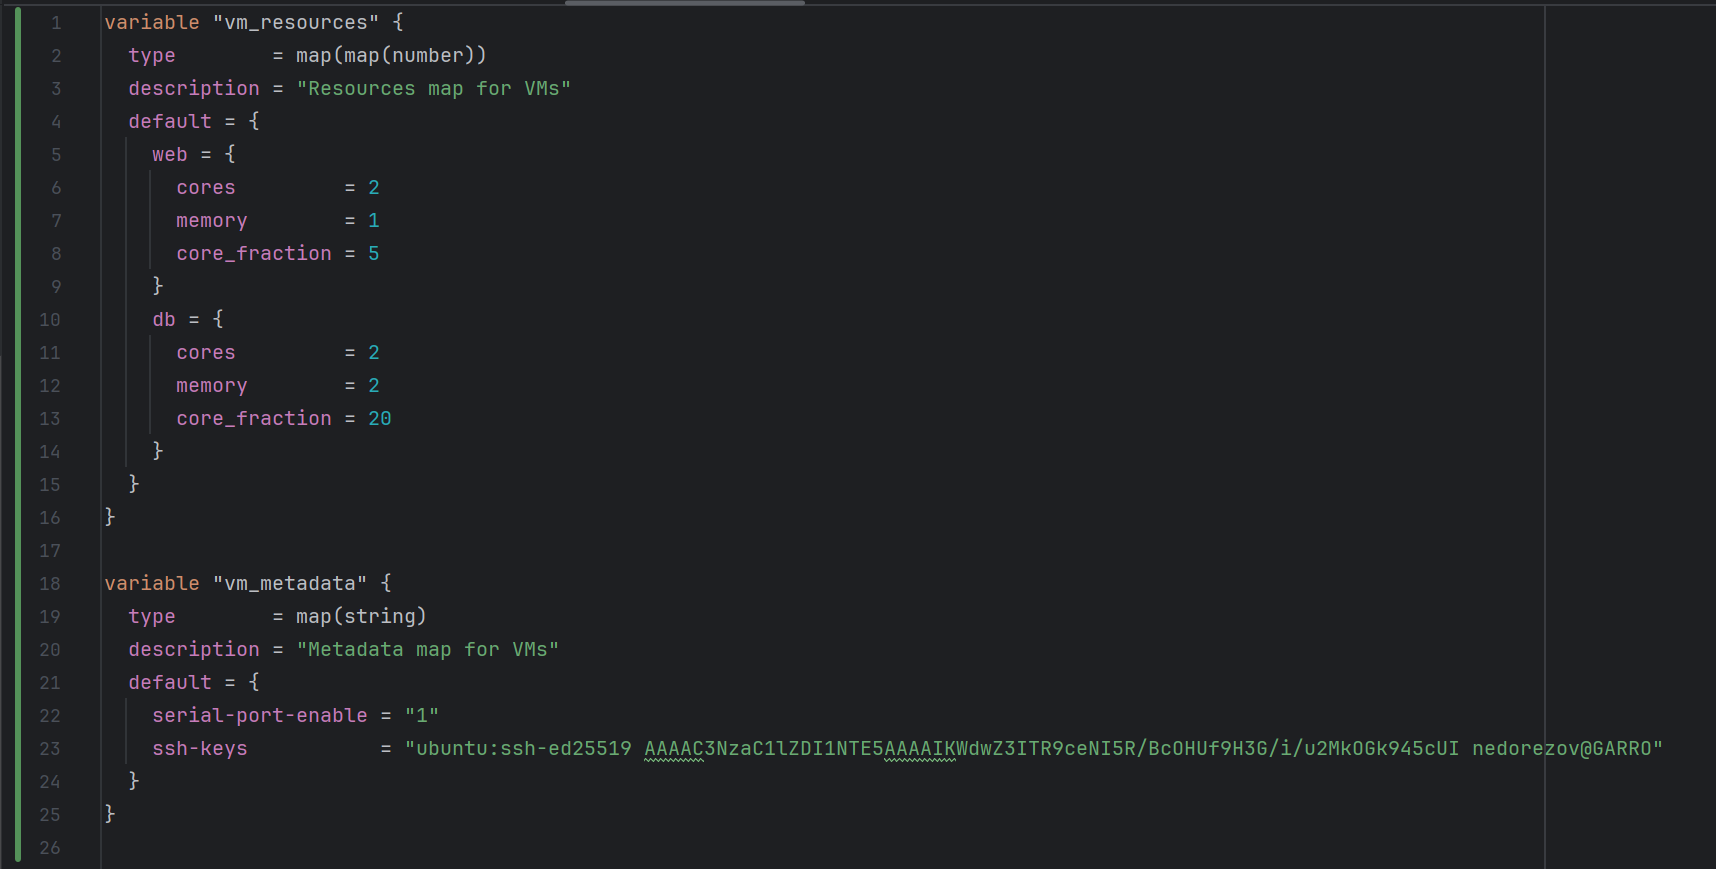 1 variable "vm_resources" {
2   type        = map(map(number))
3   description = "Resources map for VMs"
4   default = {
5     web = {
6       cores         = 2
7       memory        = 1
8       core_fraction = 5
9     }
10     db = {
11       cores         = 2
12       memory        = 2
13       core_fraction = 20
14     }
15   }
16 }
17
18 variable "vm_metadata" {
19   type        = map(string)
20   description = "Metadata map for VMs"
21   default = {
22     serial-port-enable = "1"
23     ssh-keys           = "ubuntu:ssh-ed25519 AAAAC3NzaC1lZDI1NTE5AAAAIKWdwZ3ITR9ceNI5R/BcOHUf9H3G/i/u2MkOGk945cUI nedorezov@GARRO"
24   }
25 }
26